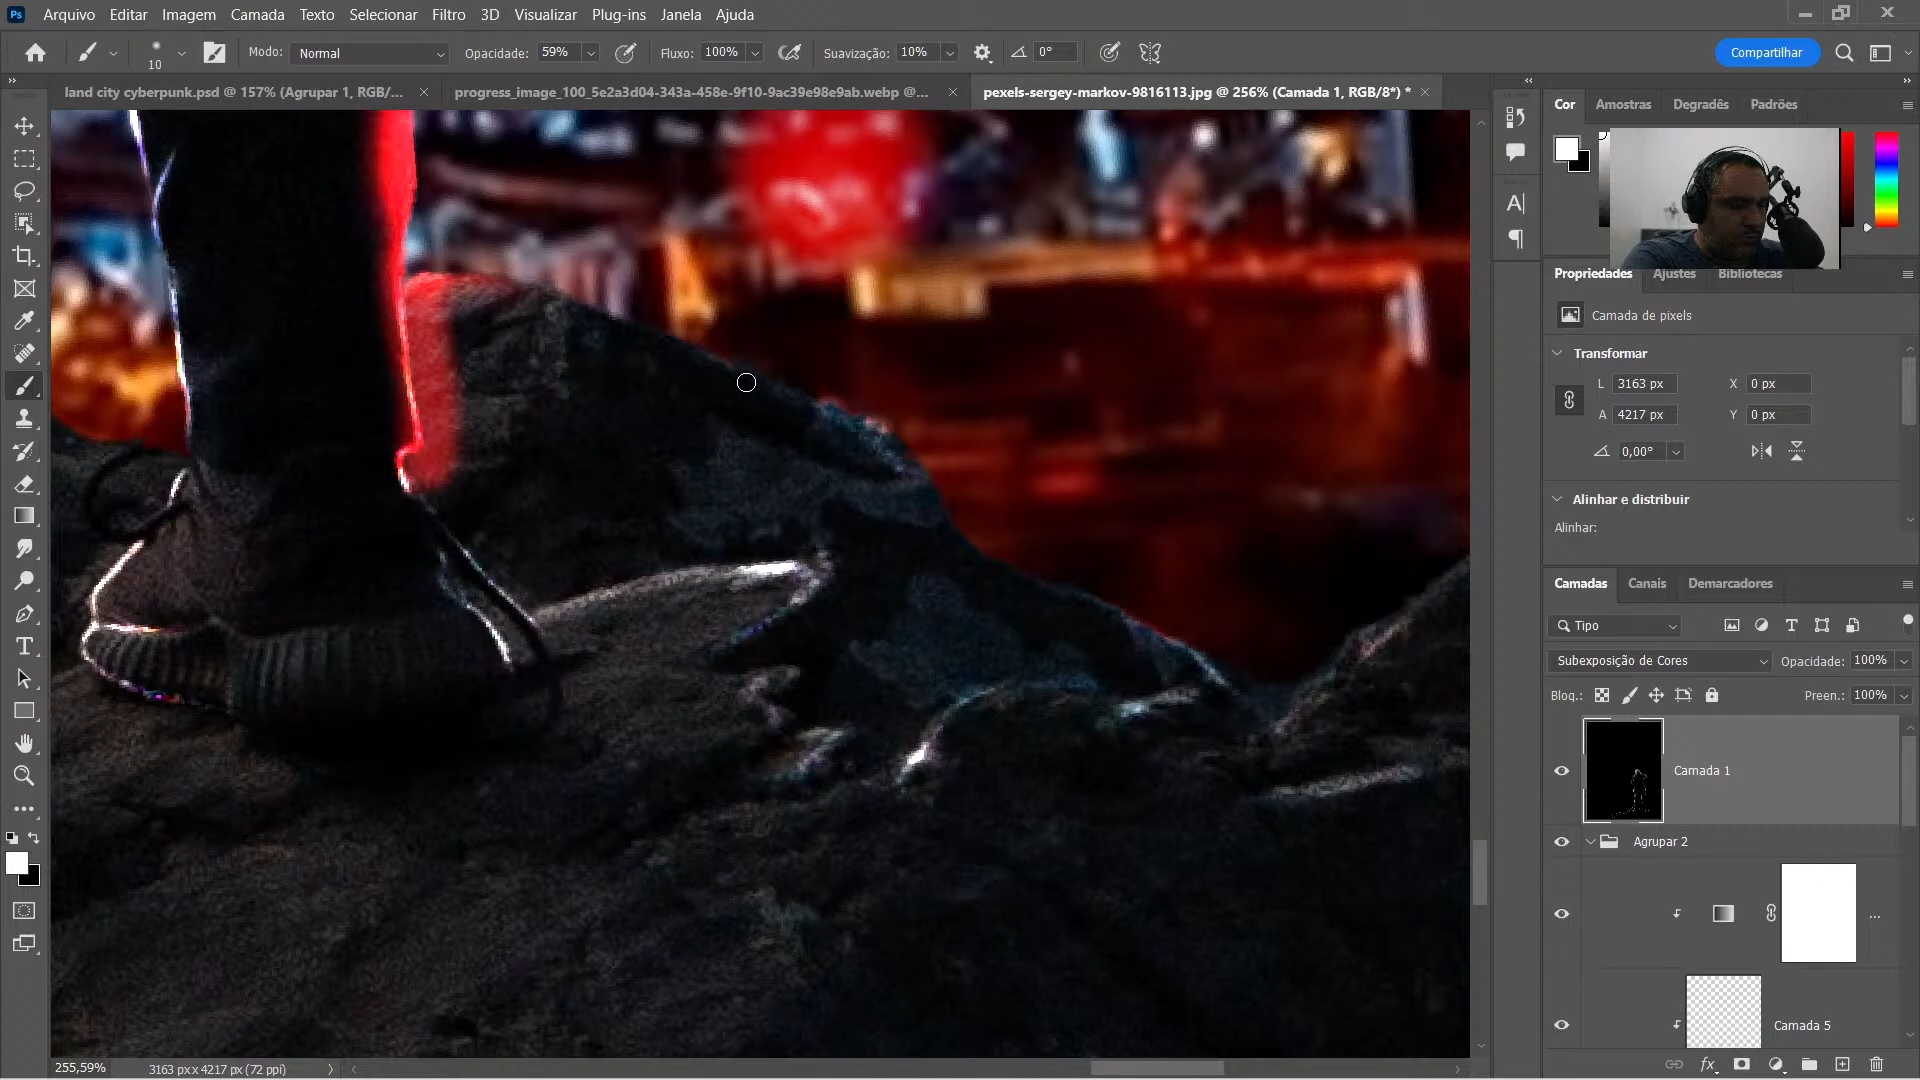 Ps Arquivo Editar Imagem Camada Texto Selecionar Filtro 3D Visualizar Plug-ins Janela Ajuda
10 Modo: Normal Opacidade: 59% Fluxo: 100% Suavização: 10% 0° Compartilhar
land city cyberpunk.psd @ 157% (Agrupar 1, RGB/... progress_image_100_5e2a3d04-343a-458e-9f10-9ac39e98e9ab.webp @... pexels-sergey-markov-9816113.jpg @ 256% (Camada 1, RGB/8*) *
Cor Amostras Degradês Padrões
Propriedades Ajustes Bibliotecas
Camada de pixels
Transformar
L 3163 px X 0 px
A 4217 px Y 0 px
0,00°
Alinhar e distribuir
Alinhar:
Camadas Canais Demarcadores
Tipo
Subexposição de Cores Opacidade: 100%
Bloq.: Preen.: 100%
Camada 1
Agrupar 2
...
Camada 5
255,59% 3163 px x 4217 px (72 ppi)